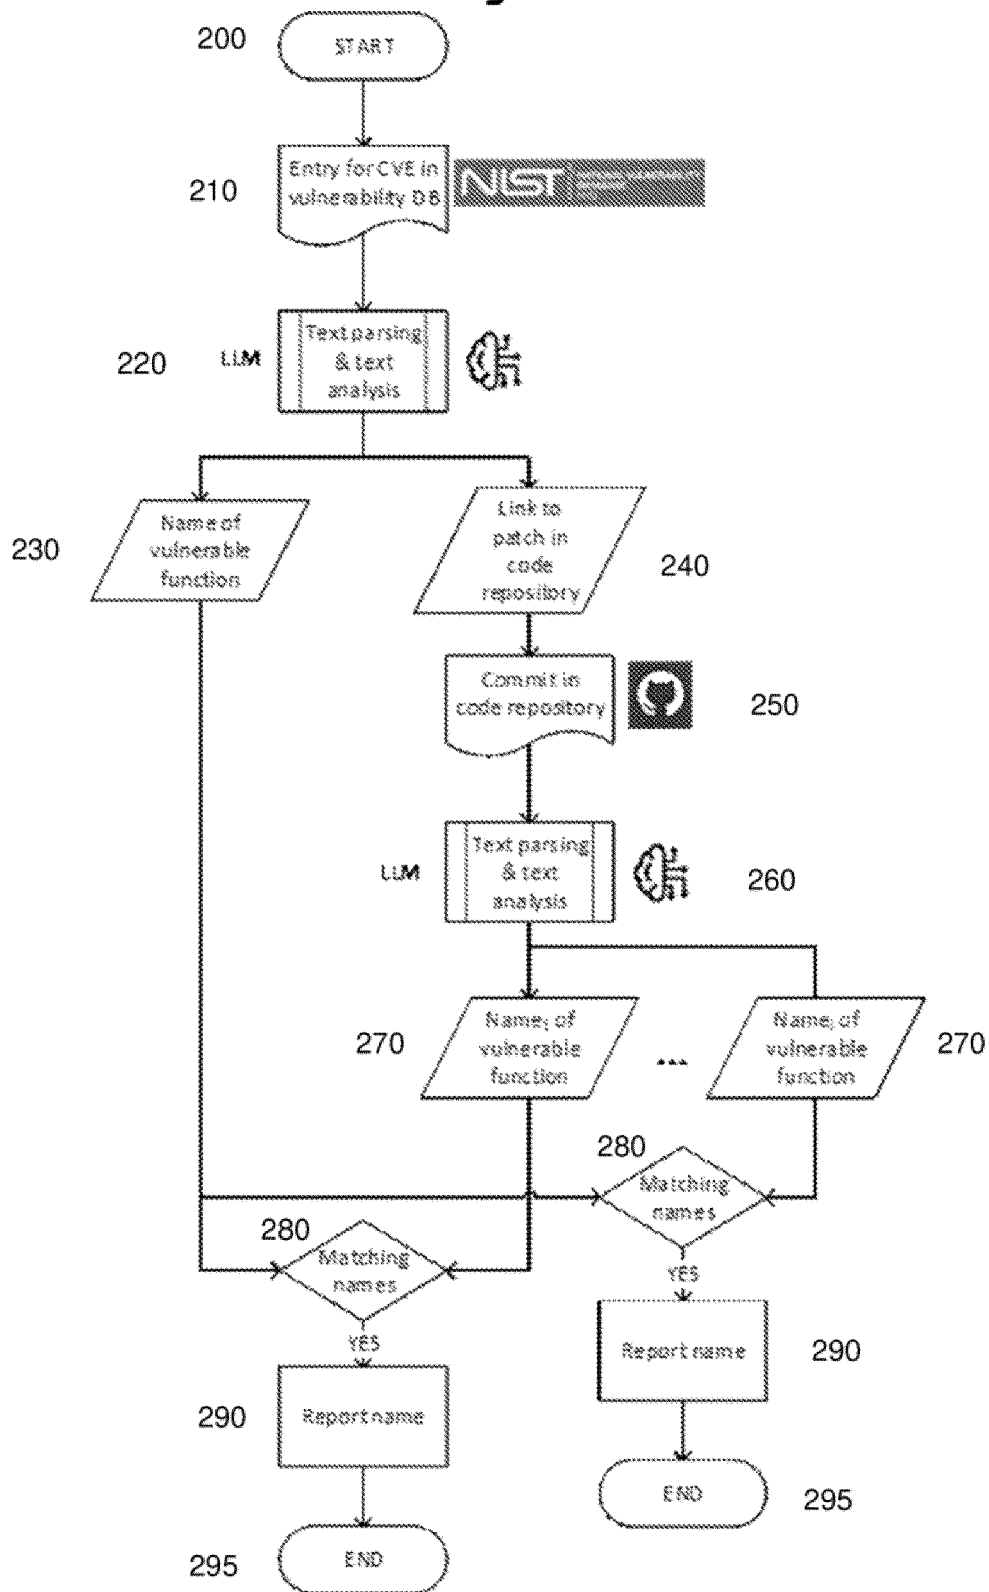 200
START
210
Entry for CVE in
vulnerability DB
NIST
220
LLM
Text parsing
& text
analysis
230
Name of
vulnerable
function
Link to
patch in
code
repository
240
Commit in
code repository
250
LLM
Text parsing
& text
analysis
260
270
Name₁ of
vulnerable
function
...
Nameⱼ of
vulnerable
function
270
280
Matching
names
280
Matching
names
YES
YES
Report name
290
290
Report name
END
295
295
END